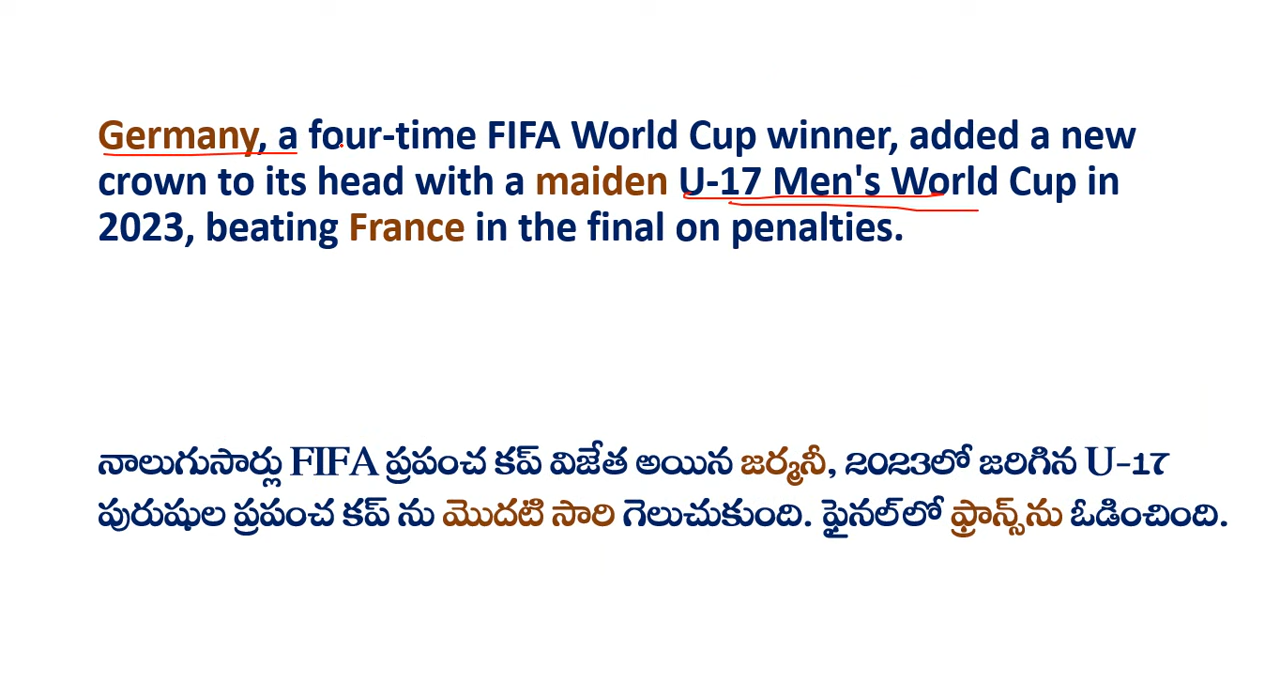 Germany, a four-time FIFA World Cup winner, added a new
crown to its head with a maiden U-17 Men's World Cup in
2023, beating France in the final on penalties.
నాలుగుసార్లు FIFA ప్రపంచ కప్ విజేత అయిన జర్మనీ, 2023లో జరిగిన U-17
పురుషుల ప్రపంచ కప్ ను మొదటి సారి గెలుచుకుంది. ఫైనల్‌లో ఫ్రాన్స్‌ను ఓడించింది.